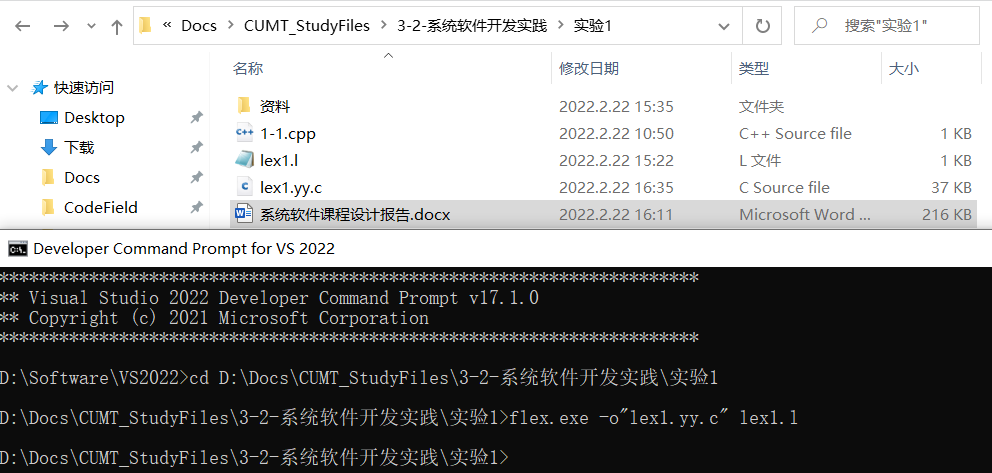 « Docs > CUMT_StudyFiles > 3-2-系统软件开发实践 > 实验1
搜索"实验1"
名称 修改日期 类型 大小
快速访问
Desktop
下载
Docs
CodeField
资料 2022.2.22 15:35 文件夹
1-1.cpp 2022.2.22 10:50 C++ Source file 1 KB
lex1.l 2022.2.22 15:22 L 文件 1 KB
lex1.yy.c 2022.2.22 16:35 C Source file 37 KB
系统软件课程设计报告.docx 2022.2.22 16:11 Microsoft Word ... 216 KB
Developer Command Prompt for VS 2022
**********************************************************************
** Visual Studio 2022 Developer Command Prompt v17.1.0
** Copyright (c) 2021 Microsoft Corporation
**********************************************************************
D:\Software\VS2022>cd D:\Docs\CUMT_StudyFiles\3-2-系统软件开发实践\实验1
D:\Docs\CUMT_StudyFiles\3-2-系统软件开发实践\实验1>flex.exe -o"lex1.yy.c" lex1.l
D:\Docs\CUMT_StudyFiles\3-2-系统软件开发实践\实验1>